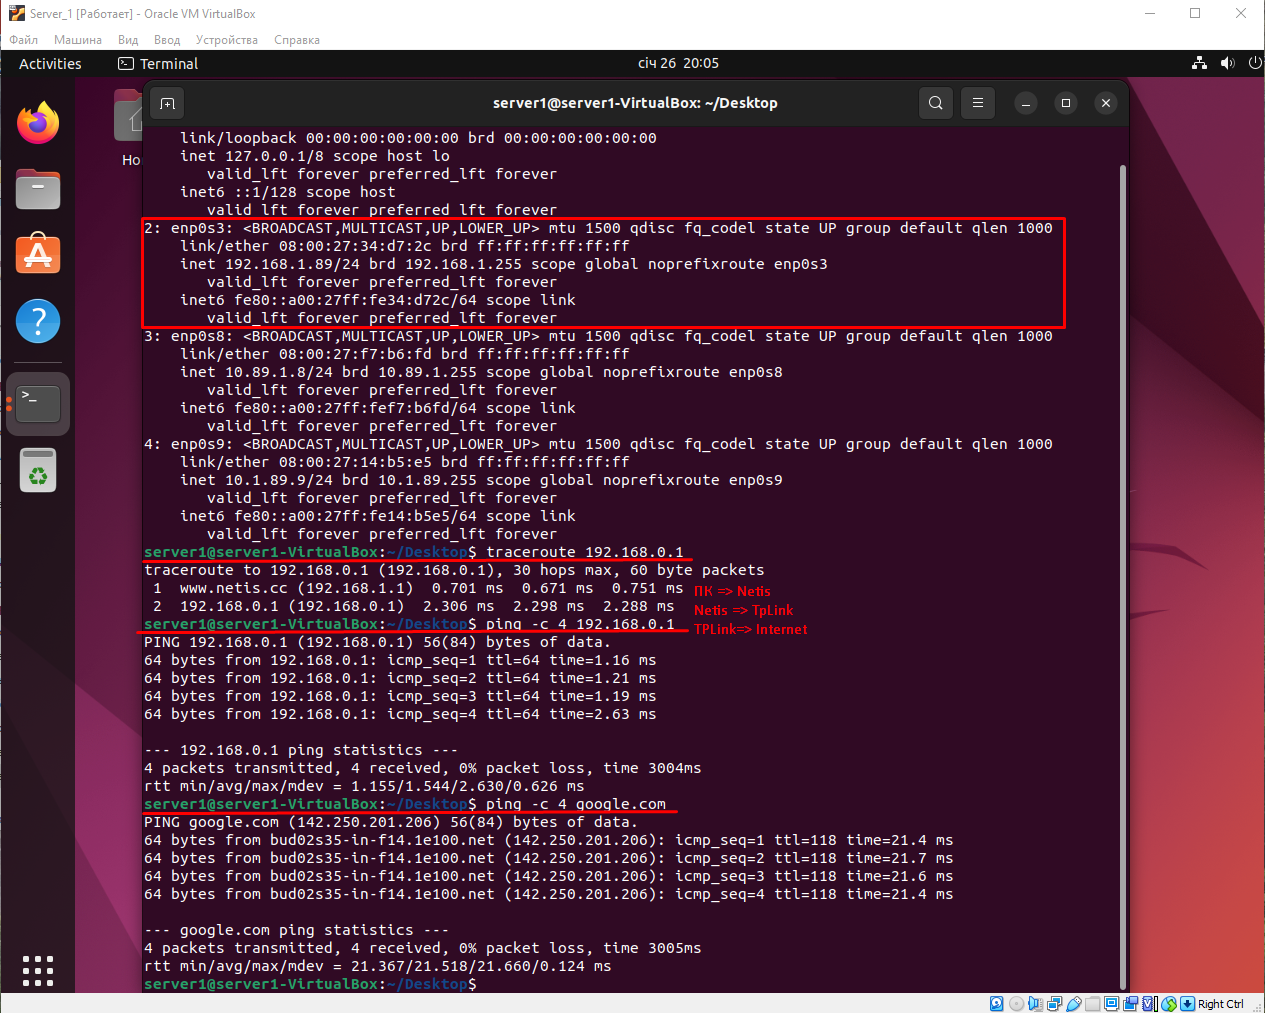 Server_1 [Работает] - Oracle VM VirtualBox
Файл Машина Вид Ввод Устройства Справка
Activities Terminal січ 26 20:05
server1@server1-VirtualBox: ~/Desktop
Ho
link/loopback 00:00:00:00:00:00 brd 00:00:00:00:00:00
inet 127.0.0.1/8 scope host lo
valid_lft forever preferred_lft forever
inet6 ::1/128 scope host
valid_lft forever preferred_lft forever
2: enp0s3: <BROADCAST,MULTICAST,UP,LOWER_UP> mtu 1500 qdisc fq_codel state UP group default qlen 1000
link/ether 08:00:27:34:d7:2c brd ff:ff:ff:ff:ff:ff
inet 192.168.1.89/24 brd 192.168.1.255 scope global noprefixroute enp0s3
valid_lft forever preferred_lft forever
inet6 fe80::a00:27ff:fe34:d72c/64 scope link
valid_lft forever preferred_lft forever
3: enp0s8: <BROADCAST,MULTICAST,UP,LOWER_UP> mtu 1500 qdisc fq_codel state UP group default qlen 1000
link/ether 08:00:27:f7:b6:fd brd ff:ff:ff:ff:ff:ff
inet 10.89.1.8/24 brd 10.89.1.255 scope global noprefixroute enp0s8
valid_lft forever preferred_lft forever
inet6 fe80::a00:27ff:fef7:b6fd/64 scope link
valid_lft forever preferred_lft forever
4: enp0s9: <BROADCAST,MULTICAST,UP,LOWER_UP> mtu 1500 qdisc fq_codel state UP group default qlen 1000
link/ether 08:00:27:14:b5:e5 brd ff:ff:ff:ff:ff:ff
inet 10.1.89.9/24 brd 10.1.89.255 scope global noprefixroute enp0s9
valid_lft forever preferred_lft forever
inet6 fe80::a00:27ff:fe14:b5e5/64 scope link
valid_lft forever preferred_lft forever
server1@server1-VirtualBox:~/Desktop$ traceroute 192.168.0.1
traceroute to 192.168.0.1 (192.168.0.1), 30 hops max, 60 byte packets
1 www.netis.cc (192.168.1.1) 0.701 ms 0.671 ms 0.751 ms ПК => Netis
2 192.168.0.1 (192.168.0.1) 2.306 ms 2.298 ms 2.288 ms Netis => TpLink
server1@server1-VirtualBox:~/Desktop$ ping -c 4 192.168.0.1 TPLink=> Internet
PING 192.168.0.1 (192.168.0.1) 56(84) bytes of data.
64 bytes from 192.168.0.1: icmp_seq=1 ttl=64 time=1.16 ms
64 bytes from 192.168.0.1: icmp_seq=2 ttl=64 time=1.21 ms
64 bytes from 192.168.0.1: icmp_seq=3 ttl=64 time=1.19 ms
64 bytes from 192.168.0.1: icmp_seq=4 ttl=64 time=2.63 ms
--- 192.168.0.1 ping statistics ---
4 packets transmitted, 4 received, 0% packet loss, time 3004ms
rtt min/avg/max/mdev = 1.155/1.544/2.630/0.626 ms
server1@server1-VirtualBox:~/Desktop$ ping -c 4 google.com
PING google.com (142.250.201.206) 56(84) bytes of data.
64 bytes from bud02s35-in-f14.1e100.net (142.250.201.206): icmp_seq=1 ttl=118 time=21.4 ms
64 bytes from bud02s35-in-f14.1e100.net (142.250.201.206): icmp_seq=2 ttl=118 time=21.7 ms
64 bytes from bud02s35-in-f14.1e100.net (142.250.201.206): icmp_seq=3 ttl=118 time=21.6 ms
64 bytes from bud02s35-in-f14.1e100.net (142.250.201.206): icmp_seq=4 ttl=118 time=21.4 ms
--- google.com ping statistics ---
4 packets transmitted, 4 received, 0% packet loss, time 3005ms
rtt min/avg/max/mdev = 21.367/21.518/21.660/0.124 ms
server1@server1-VirtualBox:~/Desktop$
Right Ctrl